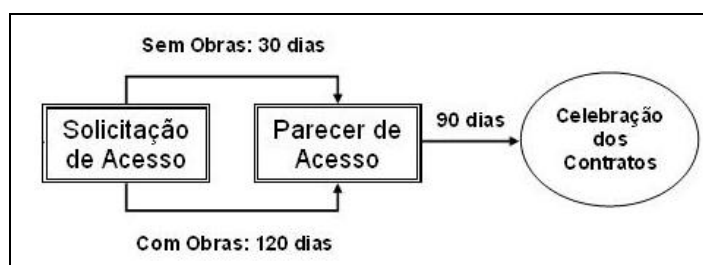 Sem Obras: 30 dias
Solicitação
de Acesso
Parecer de
Acesso
90 dias
Celebração
dos
Contratos
Com Obras: 120 dias